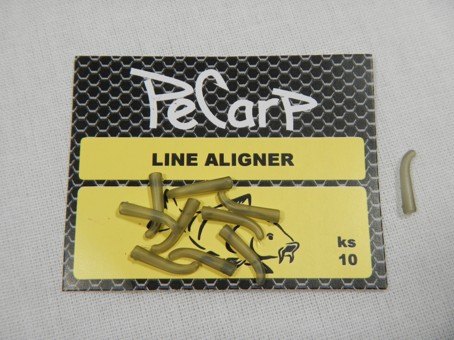 PeCarP
LINE ALIGNER
ks
10